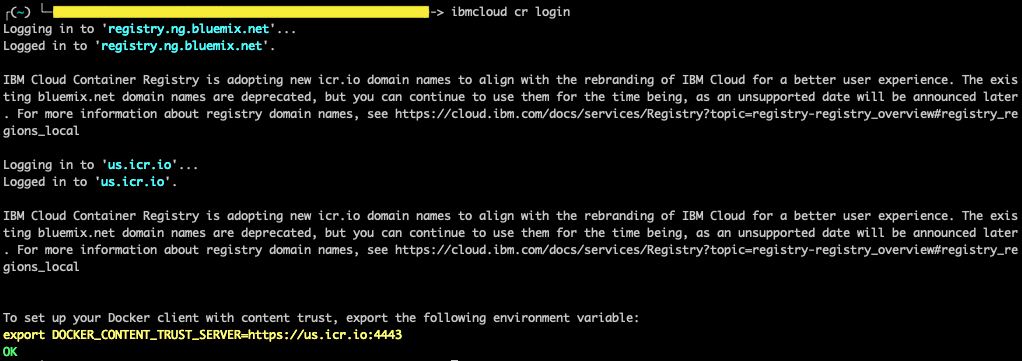 ┌(~) └─-> ibmcloud cr login
Logging in to 'registry.ng.bluemix.net'...
Logged in to 'registry.ng.bluemix.net'.
IBM Cloud Container Registry is adopting new icr.io domain names to align with the rebranding of IBM Cloud for a better user experience. The exis
ting bluemix.net domain names are deprecated, but you can continue to use them for the time being, as an unsupported date will be announced later
. For more information about registry domain names, see https://cloud.ibm.com/docs/services/Registry?topic=registry-registry_overview#registry_re
gions_local
Logging in to 'us.icr.io'...
Logged in to 'us.icr.io'.
IBM Cloud Container Registry is adopting new icr.io domain names to align with the rebranding of IBM Cloud for a better user experience. The exis
ting bluemix.net domain names are deprecated, but you can continue to use them for the time being, as an unsupported date will be announced later
. For more information about registry domain names, see https://cloud.ibm.com/docs/services/Registry?topic=registry-registry_overview#registry_re
gions_local
To set up your Docker client with content trust, export the following environment variable:
export DOCKER_CONTENT_TRUST_SERVER=https://us.icr.io:4443
OK